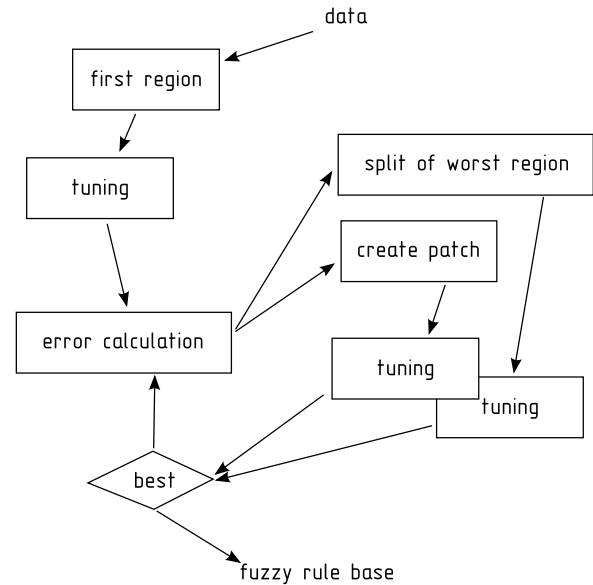 data
first region
tuning
split of worst region
create patch
error calculation
tuning
tuning
best
fuzzy rule base